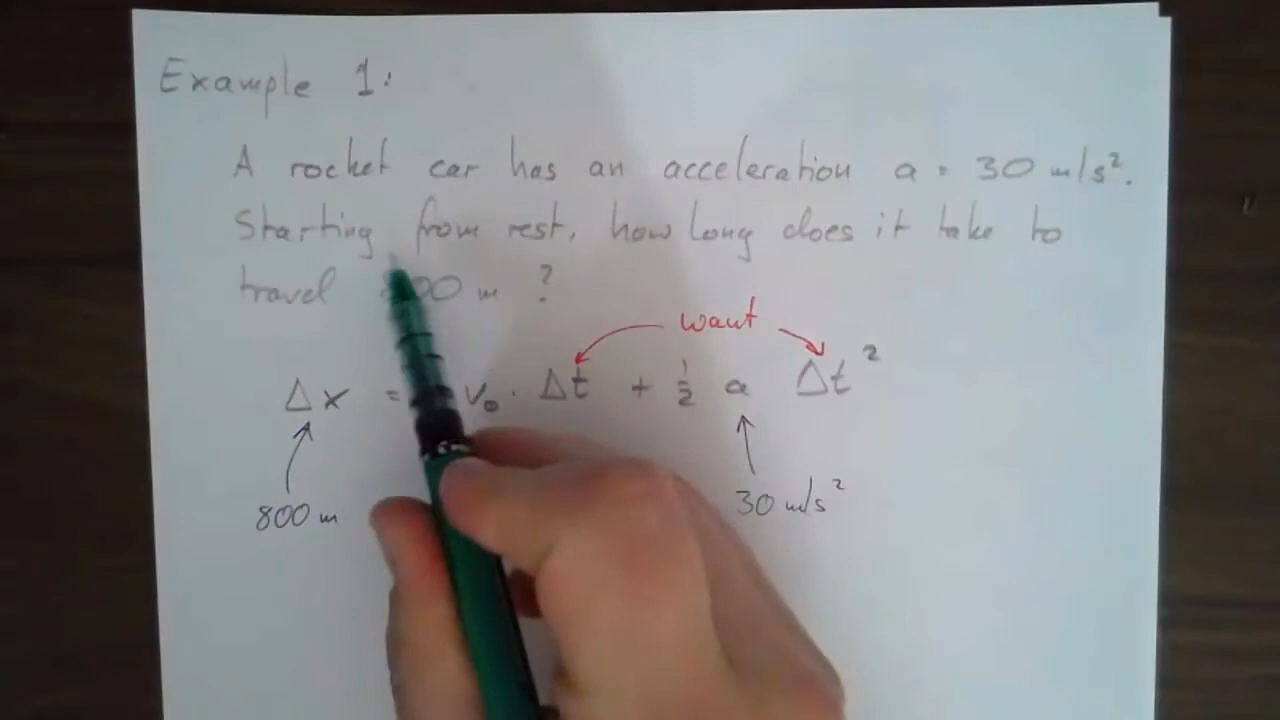 Example 1:
A rocket car has an acceleration a = 30 m/s².
Starting from rest, how long does it take to
travel 800 m ?
want
Δx = v₀ · Δt + ½ a Δt²
800 m
30 m/s²